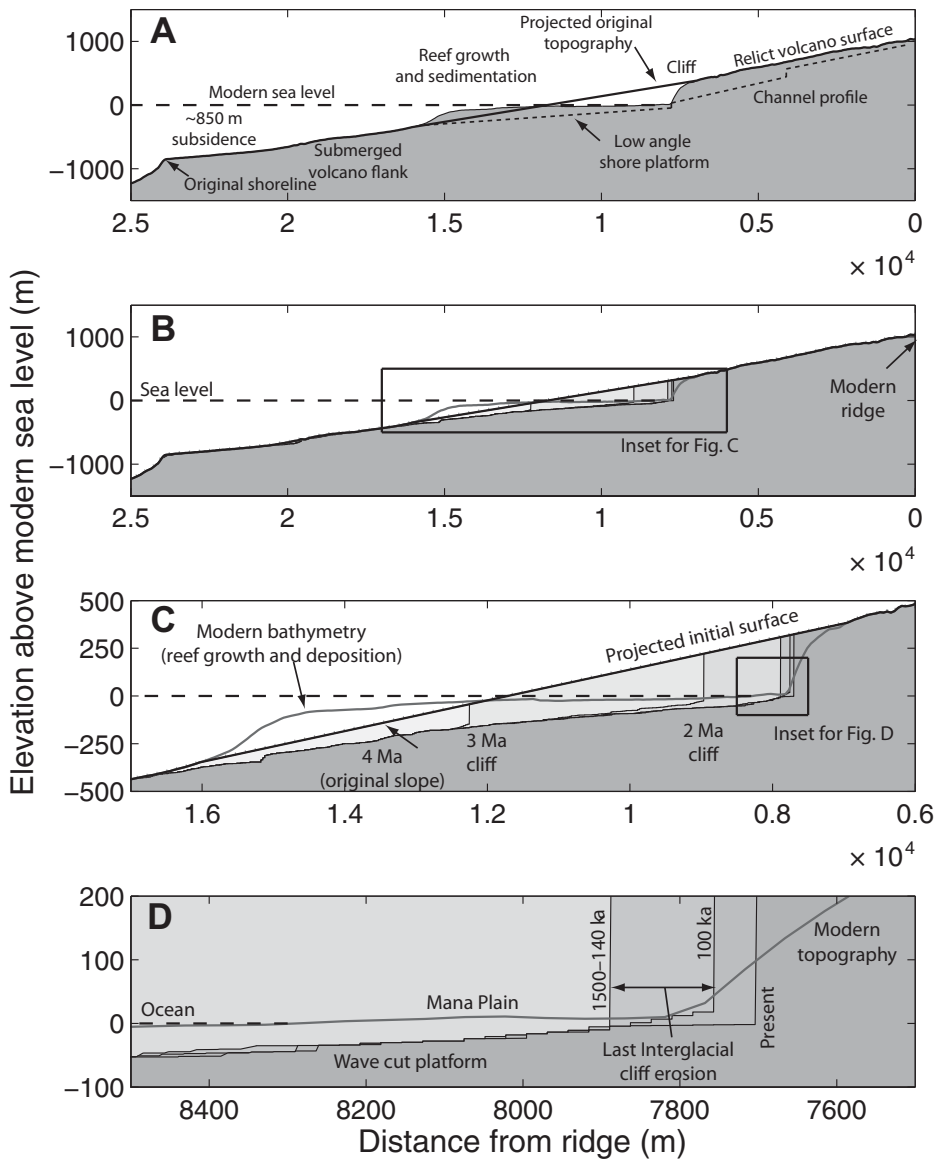 Elevation above modern sea level (m)
A
1000
0
−1000
Projected original
topography
Reef growth
and sedimentation
Cliff
Relict volcano surface
Modern sea level
Channel profile
~850 m
subsidence
Low angle
shore platform
Submerged
volcano flank
Original shoreline
2.5 2 1.5 1 0.5 0
× 10⁴
B
1000
0
−1000
Sea level
Modern
ridge
Inset for Fig. C
2.5 2 1.5 1 0.5 0
× 10⁴
C
500
250
0
−250
−500
Modern bathymetry
(reef growth and deposition)
Projected initial surface
4 Ma
(original slope)
3 Ma
cliff
2 Ma
cliff
Inset for Fig. D
1.6 1.4 1.2 1 0.8 0.6
× 10⁴
D
200
100
0
−100
1500–140 ka
100 ka
Present
Modern
topography
Ocean
Mana Plain
Wave cut platform
Last Interglacial
cliff erosion
8400 8200 8000 7800 7600
Distance from ridge (m)